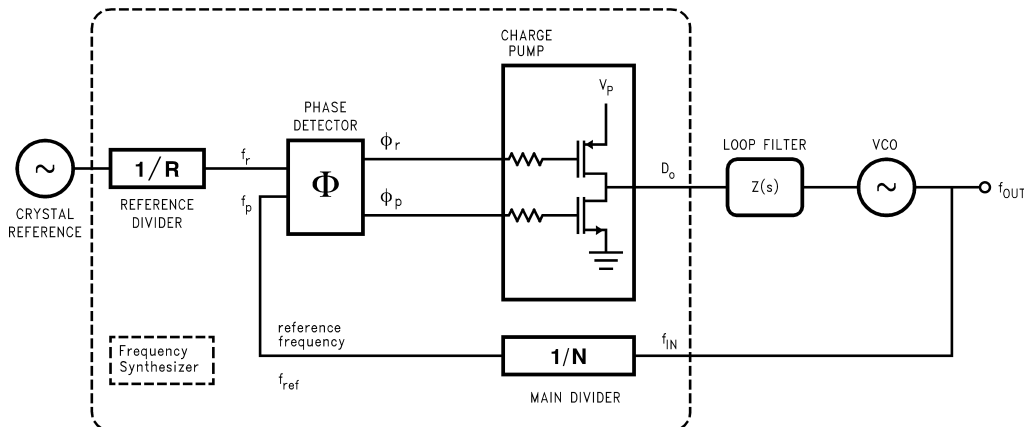 CHARGE
PUMP
V_P
PHASE
DETECTOR
ϕ_r
f_r
1/R
Φ
D_o
LOOP FILTER
Z(s)
VCO
~
~
f_OUT
f_p
ϕ_p
CRYSTAL
REFERENCE
REFERENCE
DIVIDER
reference
frequency
f_ref
1/N
f_IN
MAIN DIVIDER
Frequency
Synthesizer